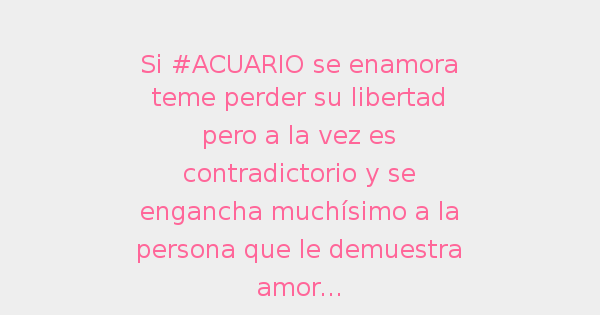 Si #ACUARIO se enamora
teme perder su libertad
pero a la vez es
contradictorio y se
engancha muchísimo a la
persona que le demuestra
amor...